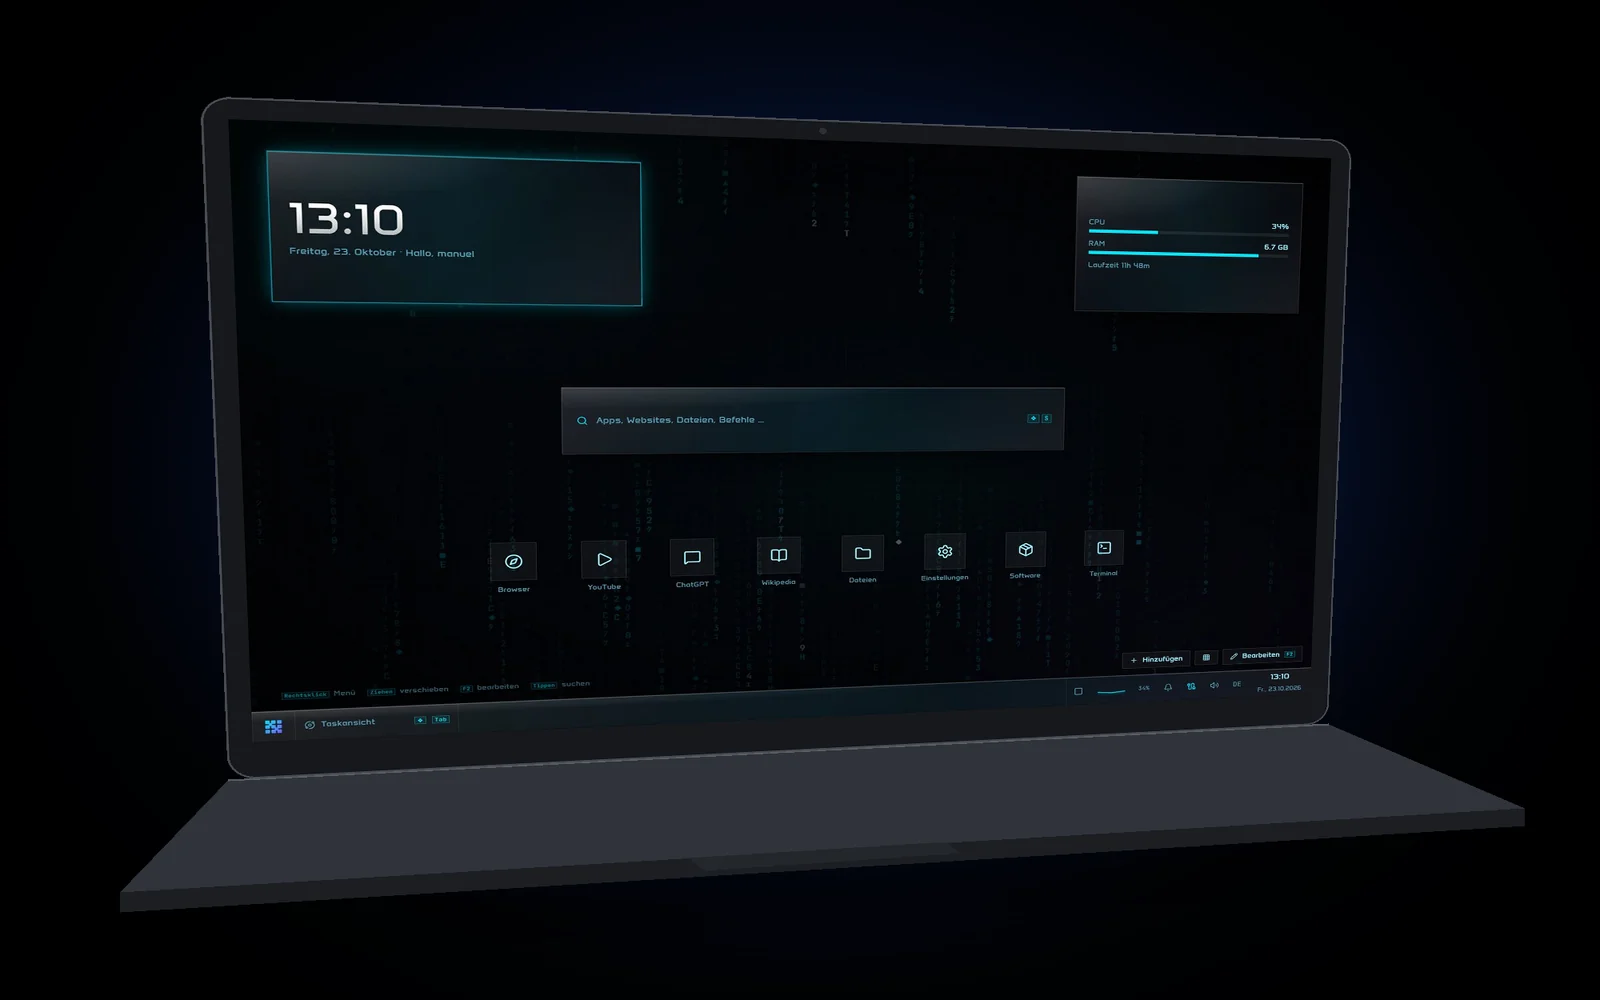 13:10
Freitag, 23. Oktober · Hallo, manuel
CPU 34%
RAM 6.7 GB
Laufzeit 11h 48m
Apps, Websites, Dateien, Befehle ...
S
Browser
YouTube
ChatGPT
Wikipedia
Dateien
Einstellungen
Software
Terminal
Hinzufügen
Bearbeiten F2
Rechtsklick Menü Ziehen verschieben F2 bearbeiten Tippen suchen
Taskansicht Tab
34% DE
13:10
Fr., 23.10.2026